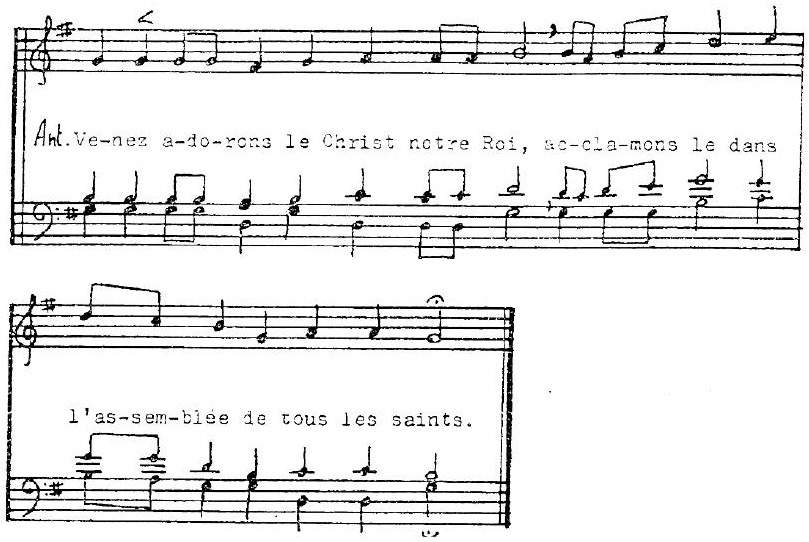 Ant. Ve-nez a-do-rons le Christ notre Roi, ac-cla-mons le dans
l'as-sem-blée de tous les saints.